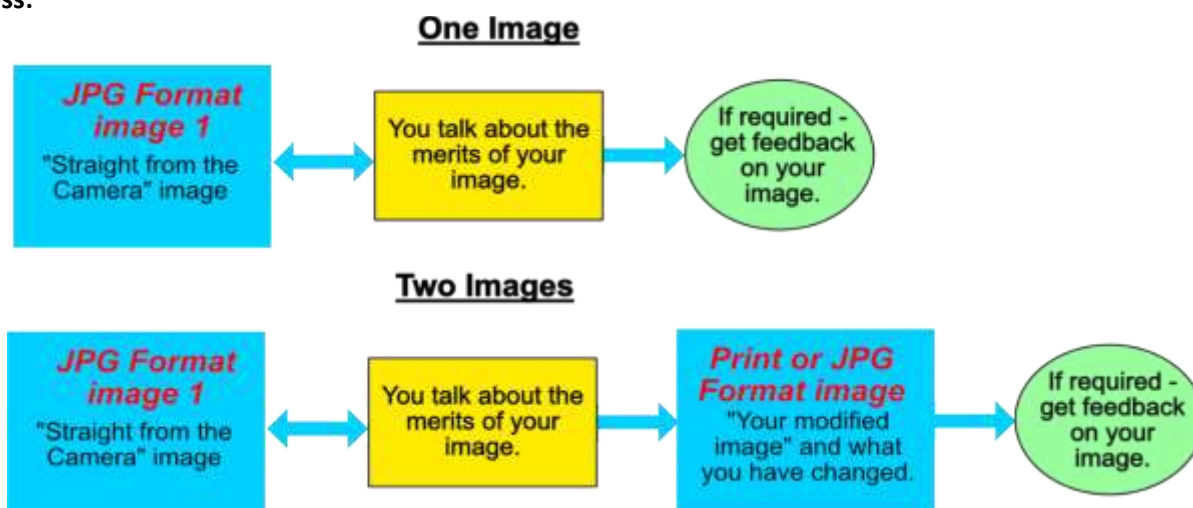 ss:
One Image
JPG Format
image 1
"Straight from the
Camera" image
You talk about the
merits of your
image.
If required -
get feedback
on your
image.
Two Images
JPG Format
image 1
"Straight from the
Camera" image
You talk about the
merits of your
image.
Print or JPG
Format image
"Your modified
image" and what
you have changed.
If required -
get feedback
on your
image.